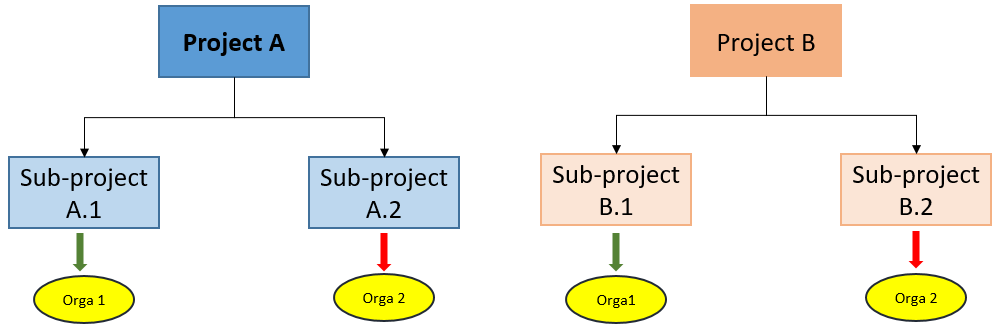 Project A
Project B
Sub-project
A.1
Sub-project
A.2
Sub-project
B.1
Sub-project
B.2
Orga 1
Orga 2
Orga1
Orga 2